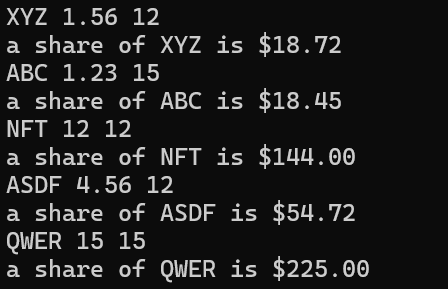 XYZ 1.56 12
a share of XYZ is $18.72
ABC 1.23 15
a share of ABC is $18.45
NFT 12 12
a share of NFT is $144.00
ASDF 4.56 12
a share of ASDF is $54.72
QWER 15 15
a share of QWER is $225.00